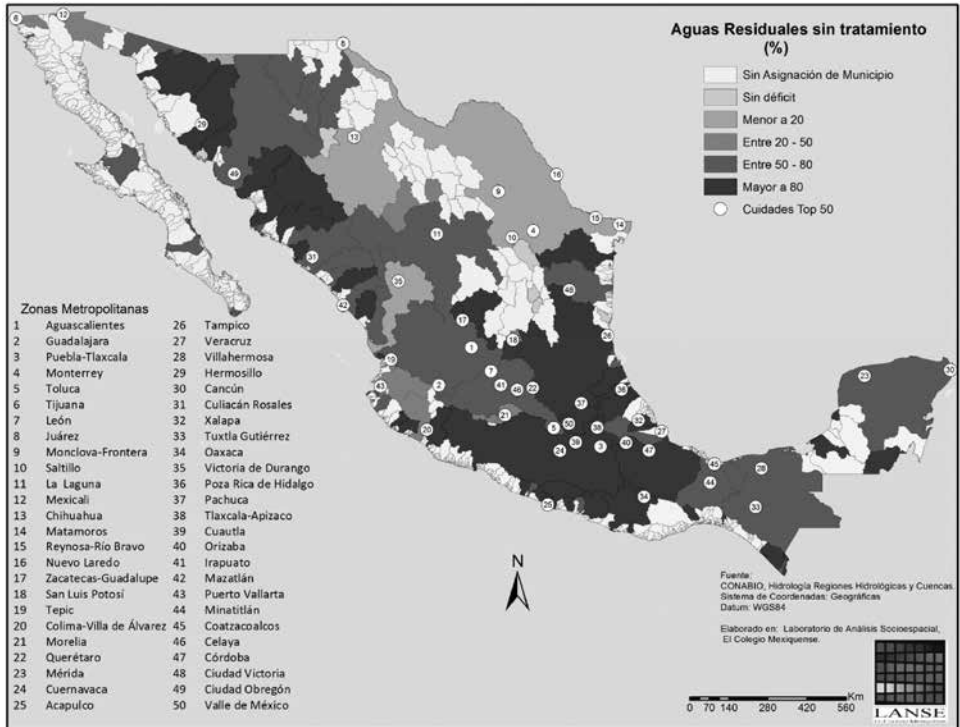 Aguas Residuales sin tratamiento
(%)
Sin Asignación de Municipio
Sin déficit
Menor a 20
Entre 20 - 50
Entre 50 - 80
Mayor a 80
Cuidades Top 50
Zonas Metropolitanas
1 Aguascalientes 26 Tampico
2 Guadalajara 27 Veracruz
3 Puebla-Tlaxcala 28 Villahermosa
4 Monterrey 29 Hermosillo
5 Toluca 30 Cancún
6 Tijuana 31 Culiacán Rosales
7 León 32 Xalapa
8 Juárez 33 Tuxtla Gutiérrez
9 Monclova-Frontera 34 Oaxaca
10 Saltillo 35 Victoria de Durango
11 La Laguna 36 Poza Rica de Hidalgo
12 Mexicali 37 Pachuca
13 Chihuahua 38 Tlaxcala-Apizaco
14 Matamoros 39 Cuautla
15 Reynosa-Río Bravo 40 Orizaba
16 Nuevo Laredo 41 Irapuato
17 Zacatecas-Guadalupe 42 Mazatlán
18 San Luis Potosí 43 Puerto Vallarta
19 Tepic 44 Minatitlán
20 Colima-Villa de Álvarez 45 Coatzacoalcos
21 Morelia 46 Celaya
22 Querétaro 47 Córdoba
23 Mérida 48 Ciudad Victoria
24 Cuernavaca 49 Ciudad Obregón
25 Acapulco 50 Valle de México
N
Fuente:
CONABIO, Hidrología Regiones Hidrológicas y Cuencas.
Sistema de Coordenadas: Geográficas
Datum: WGS84
Elaborado en: Laboratorio de Análisis Socioespacial,
El Colegio Mexiquense.
Km
0 70 140 280 420 560
LANSE